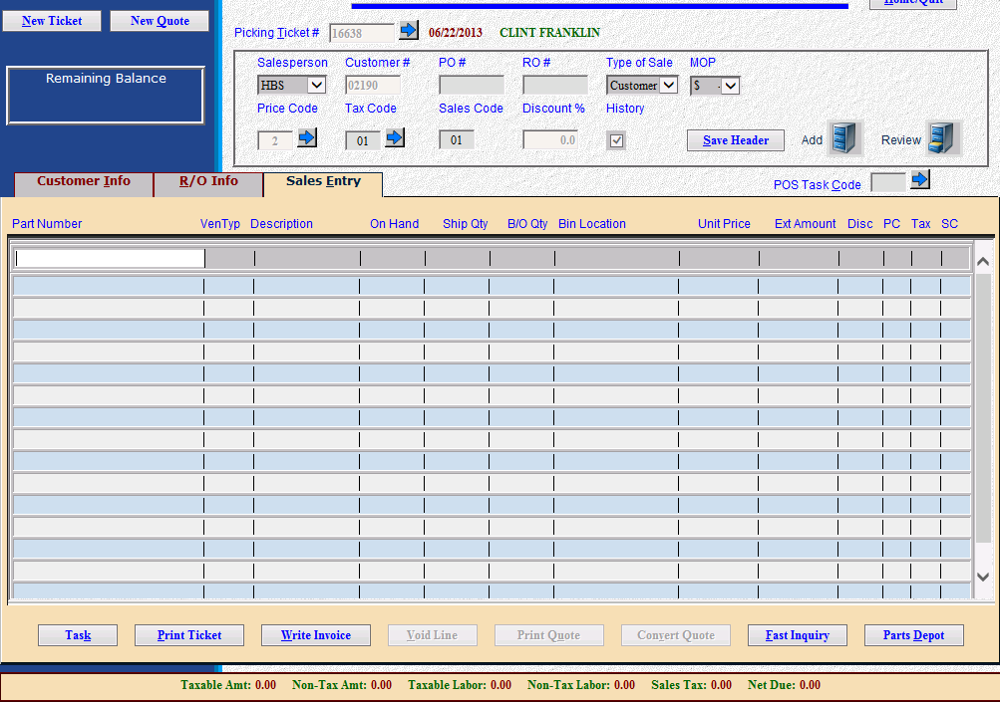 New Ticket New Quote Home/Quit
Picking Ticket # 16638 06/22/2013 CLINT FRANKLIN
Remaining Balance
Salesperson Customer # PO # RO # Type of Sale MOP
HBS 02190 Customer $
Price Code Tax Code Sales Code Discount % History
2 01 01 0.0 Save Header Add Review
Customer Info R/O Info Sales Entry POS Task Code
Part Number VenTyp Description On Hand Ship Qty B/O Qty Bin Location Unit Price Ext Amount Disc PC Tax SC
Task Print Ticket Write Invoice Void Line Print Quote Convert Quote Fast Inquiry Parts Depot
Taxable Amt: 0.00 Non-Tax Amt: 0.00 Taxable Labor: 0.00 Non-Tax Labor: 0.00 Sales Tax: 0.00 Net Due: 0.00